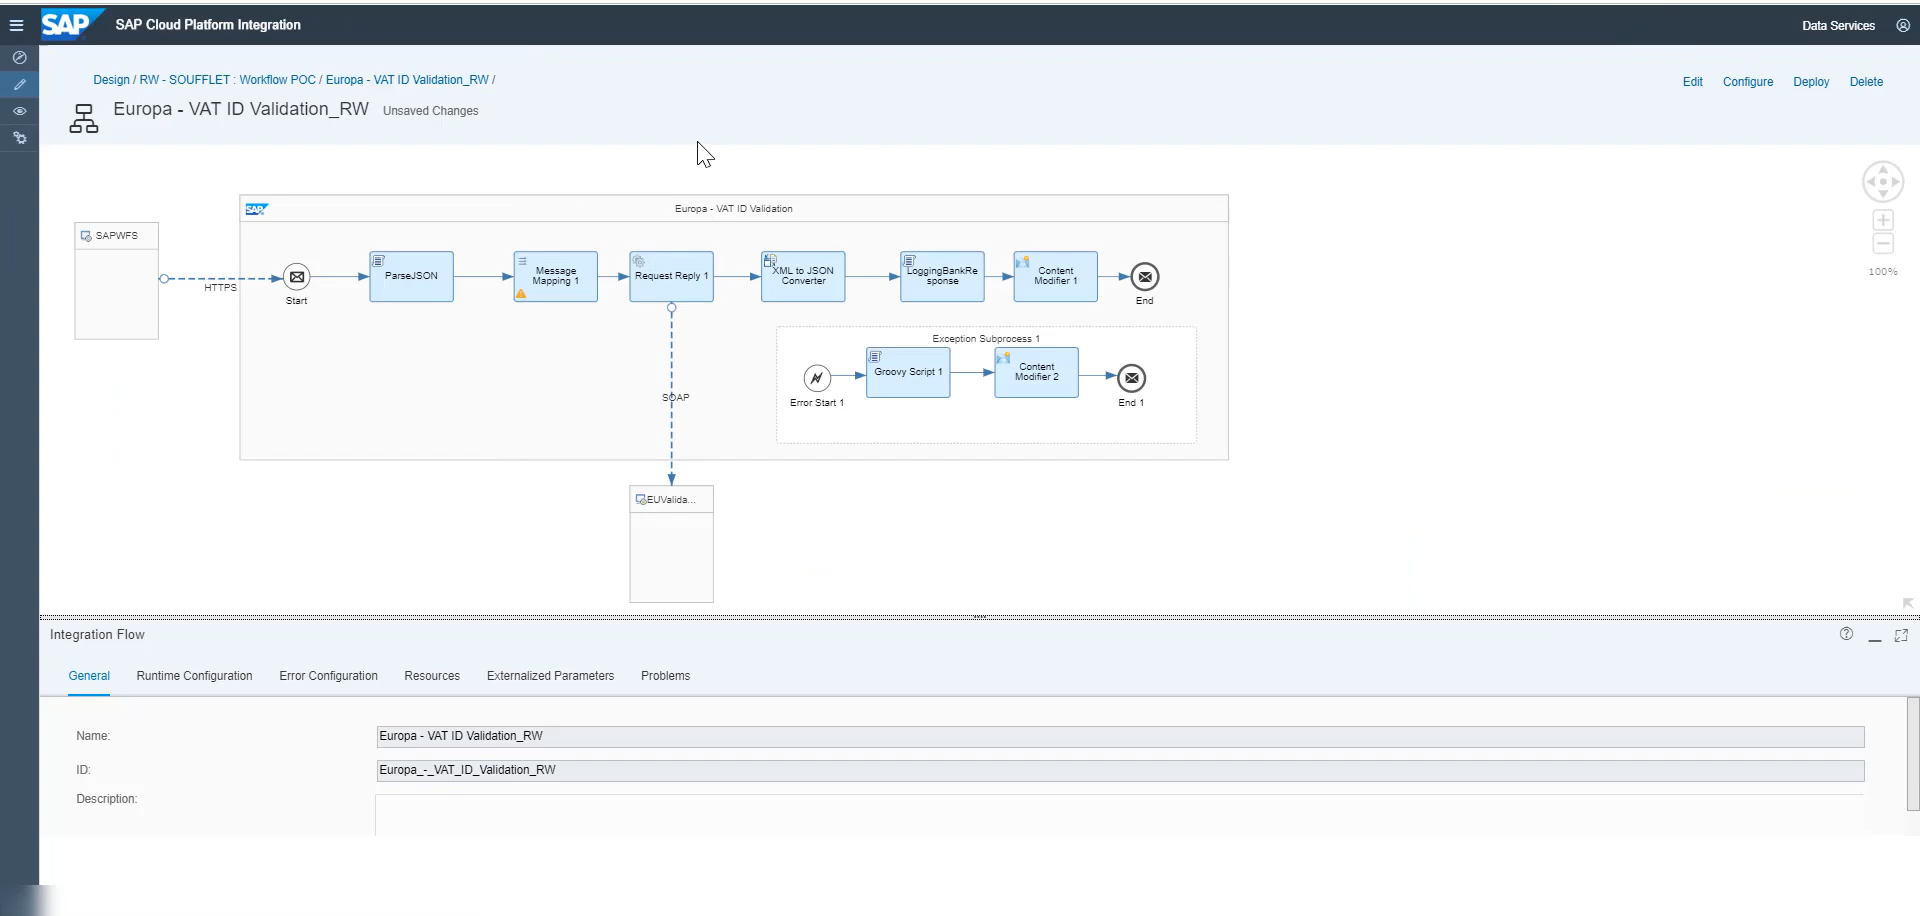 SAP SAP Cloud Platform Integration Data Services
Design / RW - SOUFFLET : Workflow POC / Europa - VAT ID Validation_RW /
Edit Configure Deploy Delete
Europa - VAT ID Validation_RW Unsaved Changes
SAP Europa - VAT ID Validation
SAPWFS
HTTPS
Start
ParseJSON
Message
Mapping 1
Request Reply 1
XML to JSON
Converter
LoggingBankRe
sponse
Content
Modifier 1
End
100%
Exception Subprocess 1
Error Start 1
Groovy Script 1
Content
Modifier 2
End 1
SOAP
EUValida...
Integration Flow
General Runtime Configuration Error Configuration Resources Externalized Parameters Problems
Name: Europa - VAT ID Validation_RW
ID: Europa_-_VAT_ID_Validation_RW
Description: